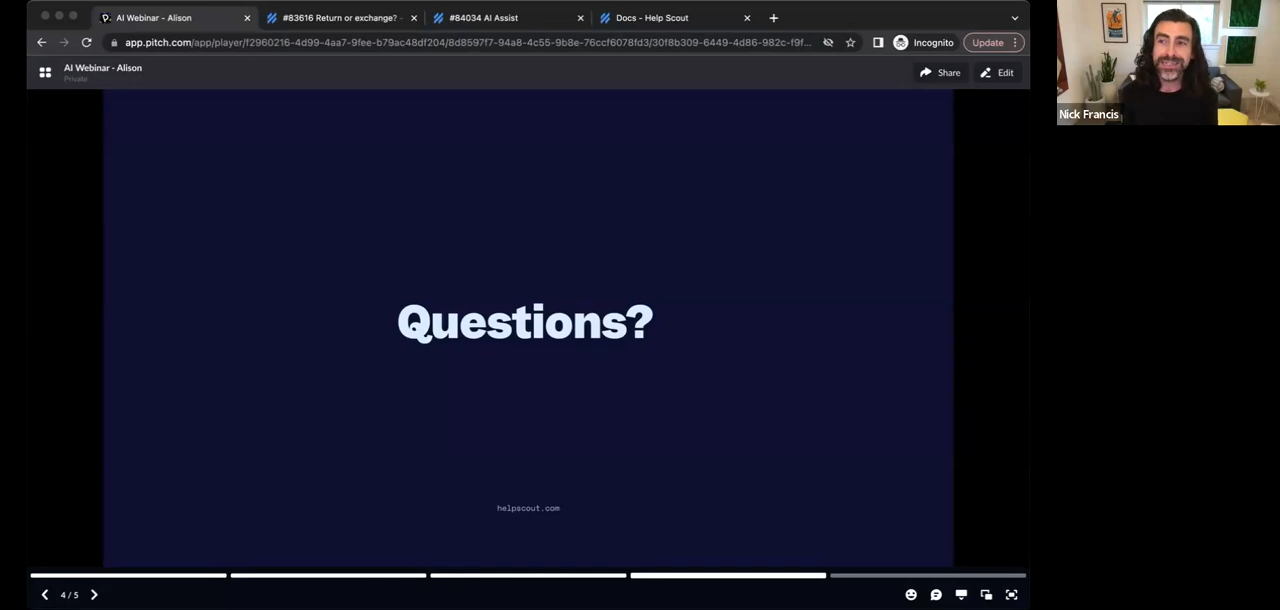 AI Webinar - Alison
#83616 Return or exchange?
#84034 AI Assist
Docs - Help Scout
app.pitch.com/app/player/f2960216-4d99-4aa7-9fee-b79ac48df204/8d8597f7-94a8-4c55-9b8e-76ccf6078fd3/30f8b309-6449-4d86-982c-f9f...
Incognito
Update
AI Webinar - Alison
Private
Share
Edit
Nick Francis
Questions?
helpscout.com
4 / 5